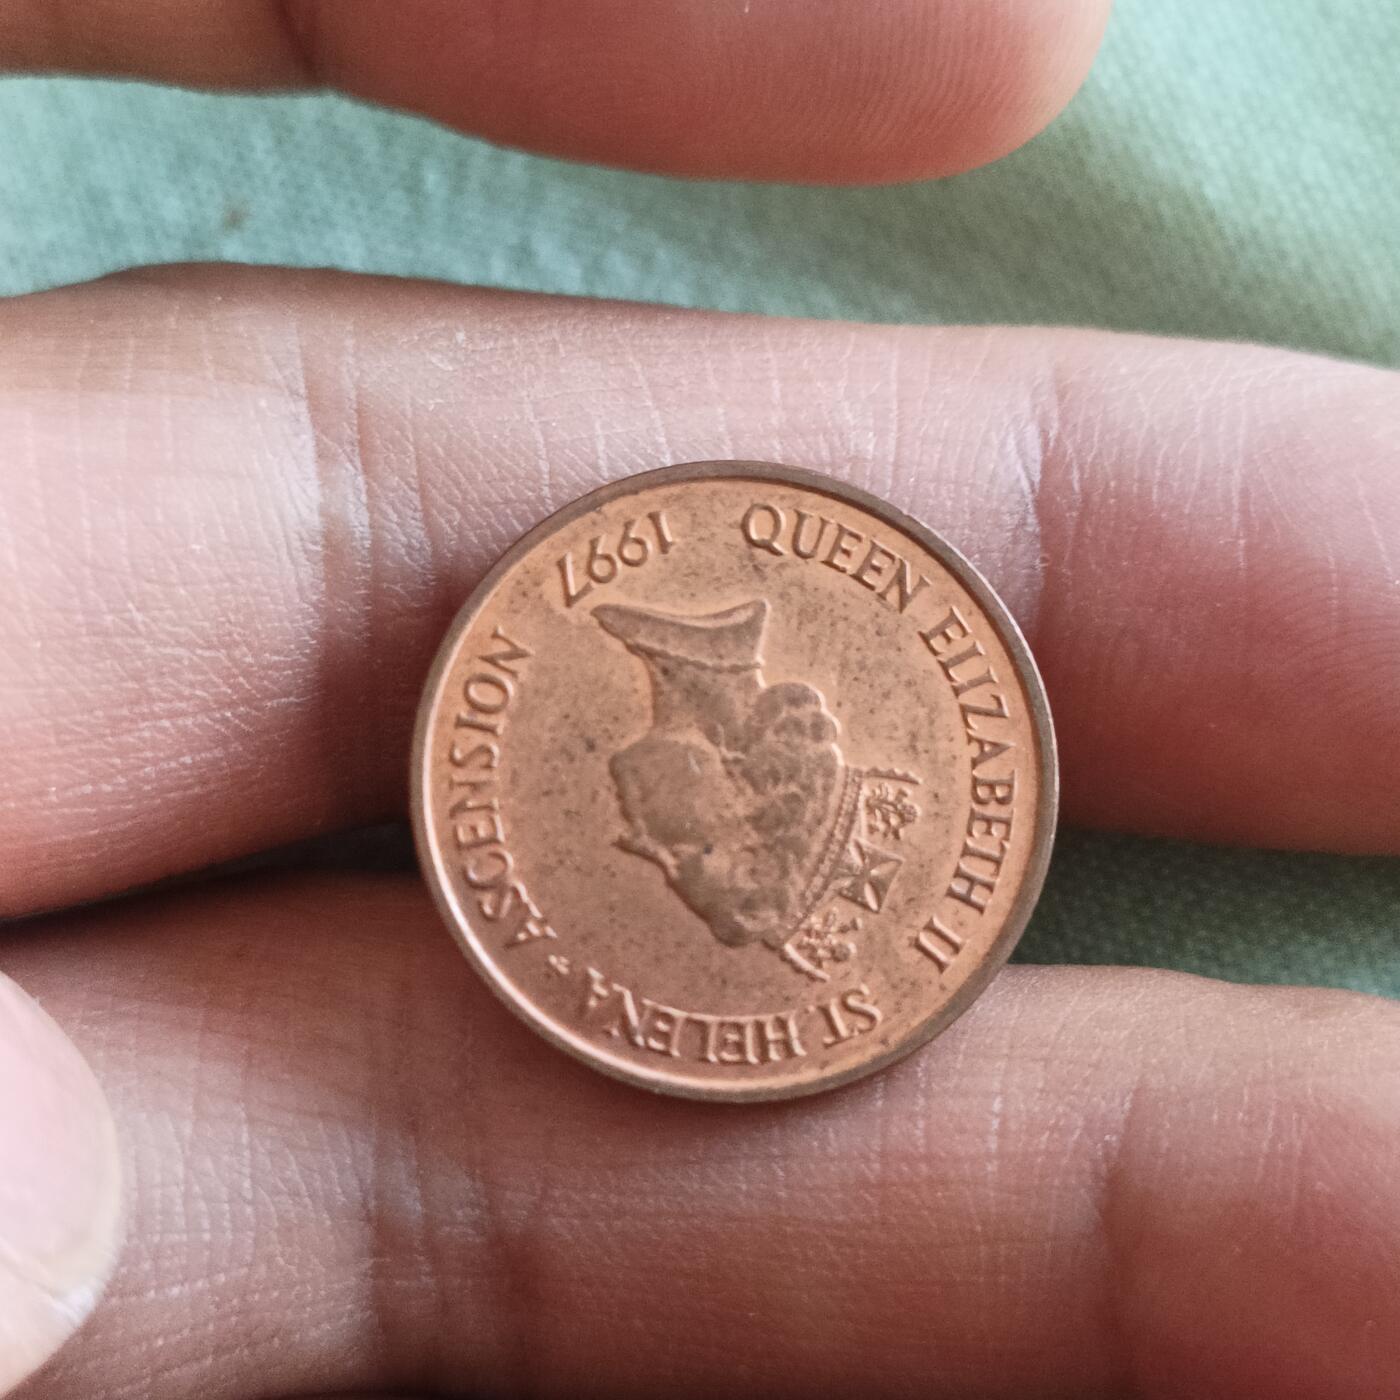 QUEEN ELIZABETH II
ST. HELENA • ASCENSION
1997